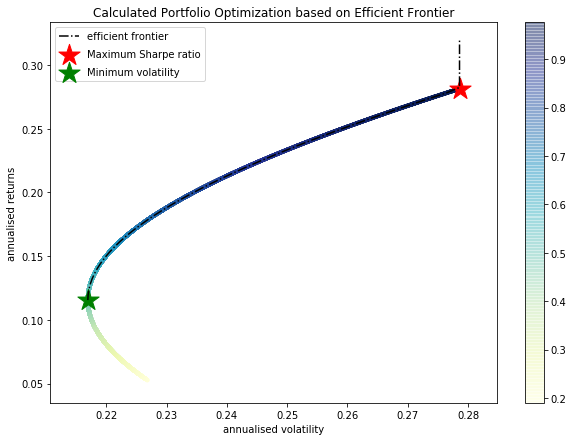 Calculated Portfolio Optimization based on Efficient Frontier
efficient frontier
Maximum Sharpe ratio
Minimum volatility
annualised returns
0.30
0.25
0.20
0.15
0.10
0.05
0.22 0.23 0.24 0.25 0.26 0.27 0.28
annualised volatility
0.9
0.8
0.7
0.6
0.5
0.4
0.3
0.2